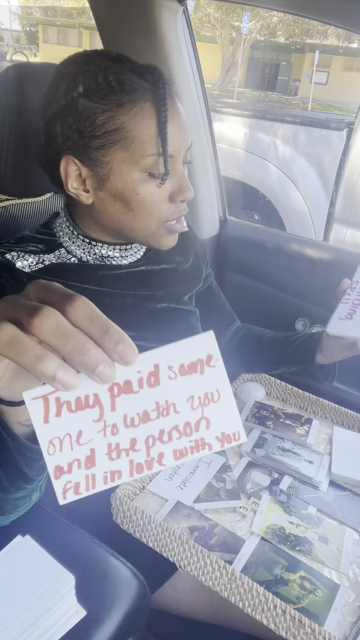 They paid some-
one to watch you
and the person
fell in love with you